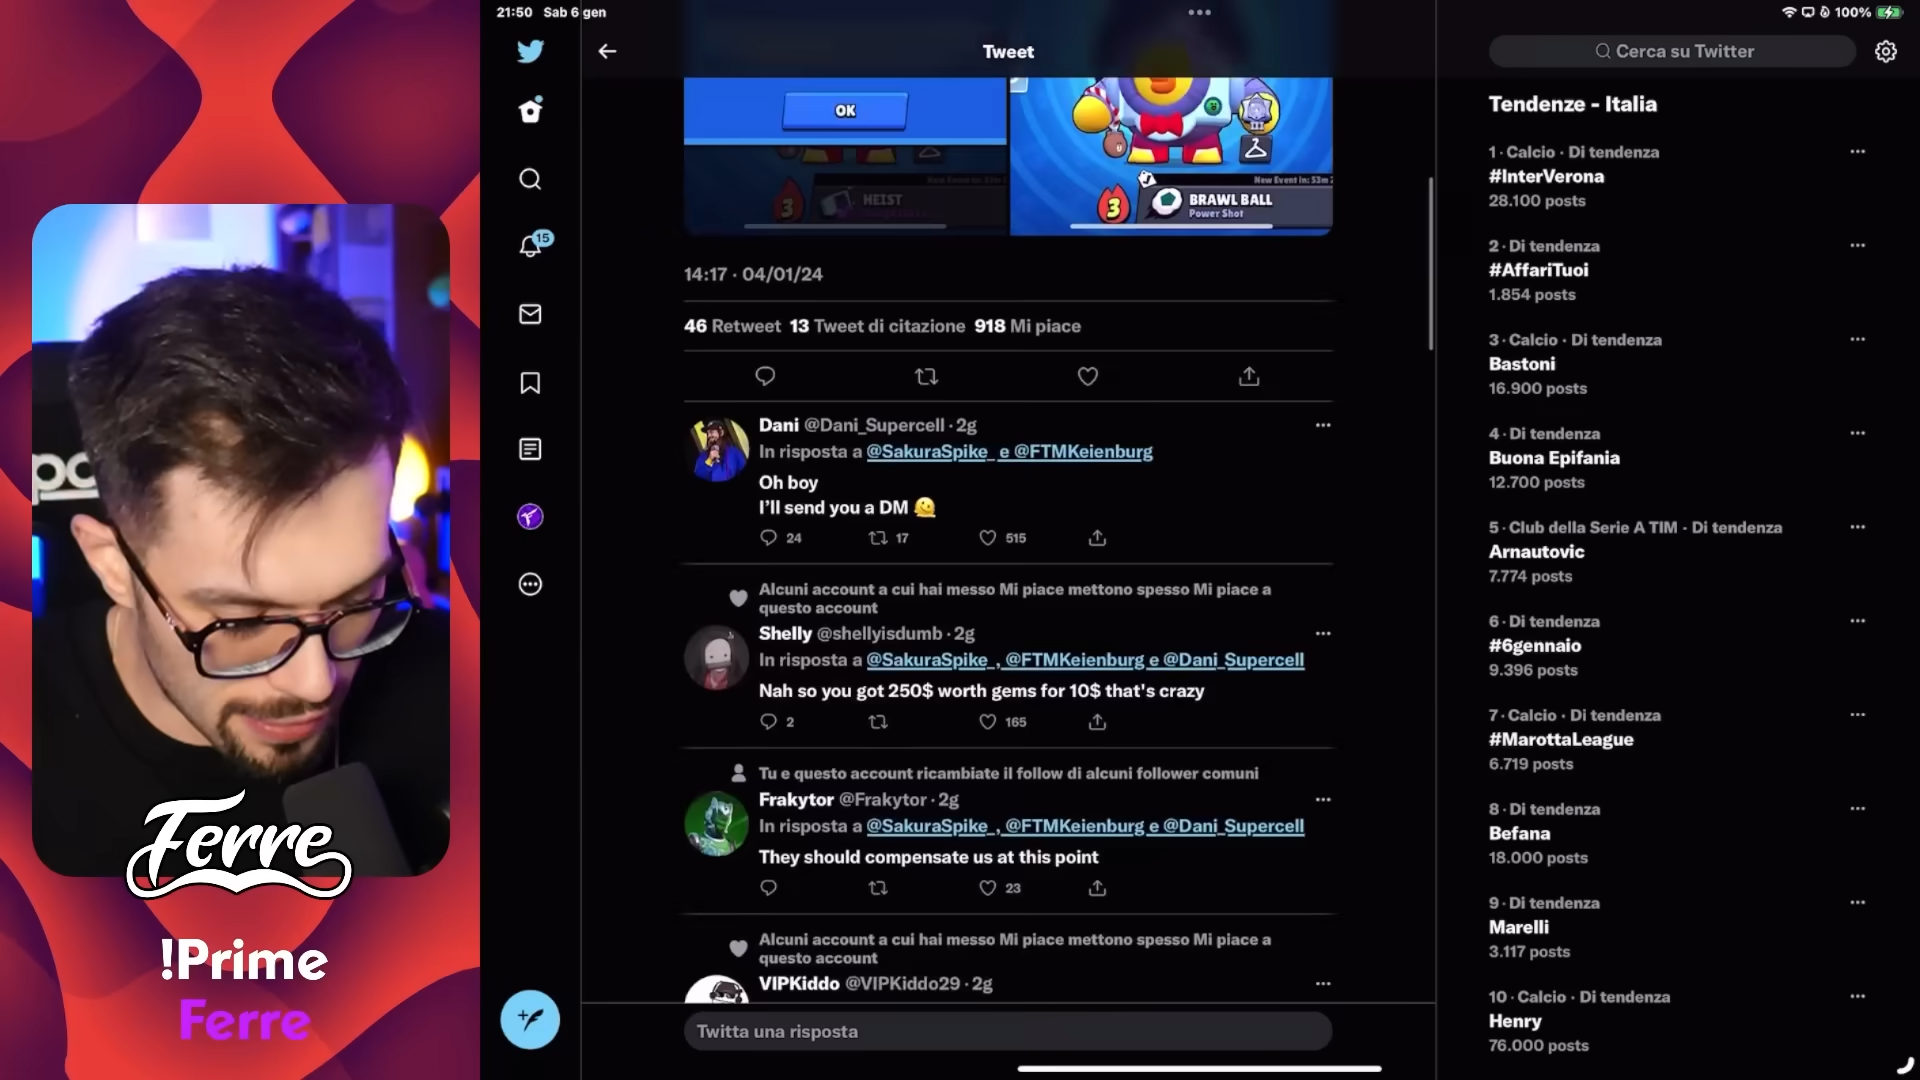 21:50 Sab 6 gen
100%
Tweet
Cerca su Twitter
OK
3
HEIST
New Event in: 53m
3
BRAWL BALL
Power Shot
15
14:17 · 04/01/24
46 Retweet 13 Tweet di citazione 918 Mi piace
Dani @Dani_Supercell · 2g
In risposta a @SakuraSpike_ e @FTMKeienburg
Oh boy
I'll send you a DM 🫠
24 17 515
Alcuni account a cui hai messo Mi piace mettono spesso Mi piace a
questo account
Shelly @shellyisdumb · 2g
In risposta a @SakuraSpike_, @FTMKeienburg e @Dani_Supercell
Nah so you got 250$ worth gems for 10$ that's crazy
2 165
Tu e questo account ricambiate il follow di alcuni follower comuni
Frakytor @Frakytor · 2g
In risposta a @SakuraSpike_, @FTMKeienburg e @Dani_Supercell
They should compensate us at this point
23
Alcuni account a cui hai messo Mi piace mettono spesso Mi piace a
questo account
VIPKiddo @VIPKiddo29 · 2g
Twitta una risposta
Tendenze - Italia
1 · Calcio · Di tendenza
#InterVerona
28.100 posts
2 · Di tendenza
#AffariTuoi
1.854 posts
3 · Calcio · Di tendenza
Bastoni
16.900 posts
4 · Di tendenza
Buona Epifania
12.700 posts
5 · Club della Serie A TIM · Di tendenza
Arnautovic
7.774 posts
6 · Di tendenza
#6gennaio
9.396 posts
7 · Calcio · Di tendenza
#MarottaLeague
6.719 posts
8 · Di tendenza
Befana
18.000 posts
9 · Di tendenza
Marelli
3.117 posts
10 · Calcio · Di tendenza
Henry
76.000 posts
Ferre
!Prime
Ferre